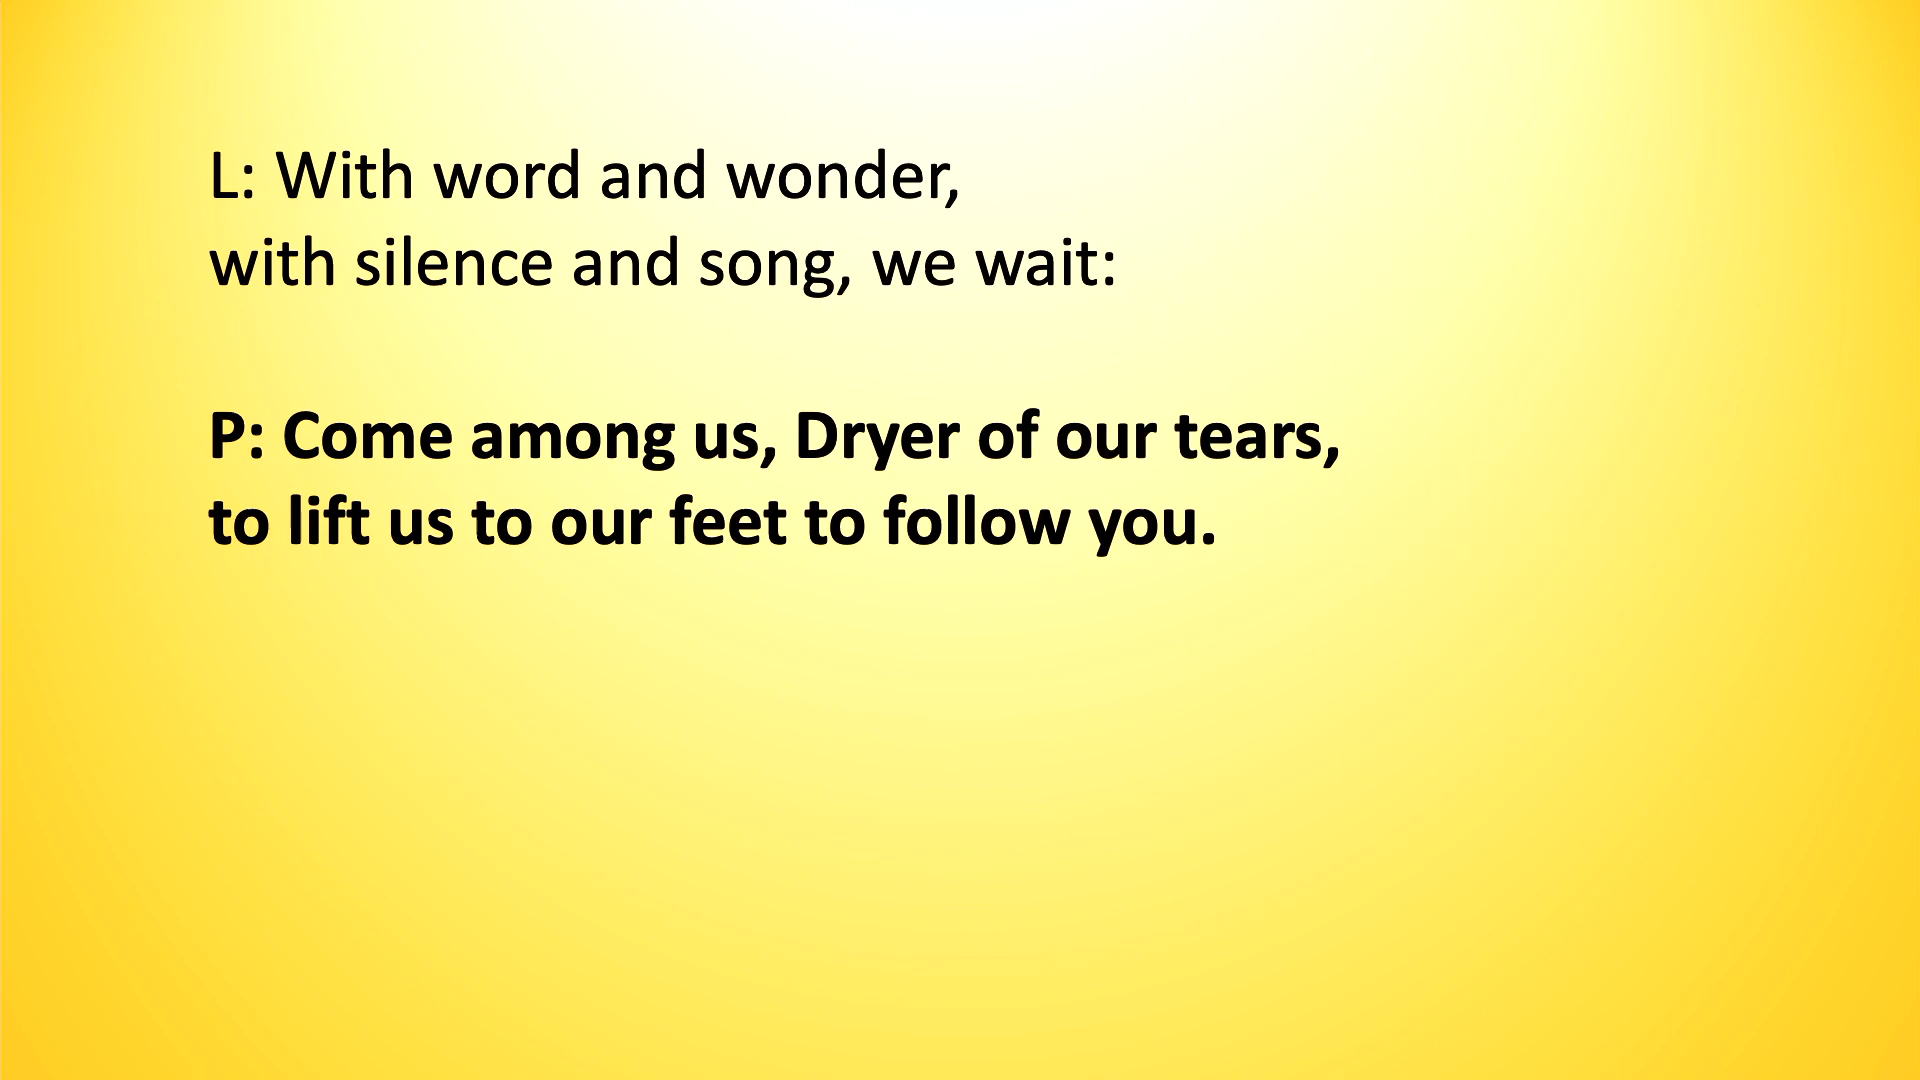 L: With word and wonder,
with silence and song, we wait:
P: Come among us, Dryer of our tears,
to lift us to our feet to follow you.